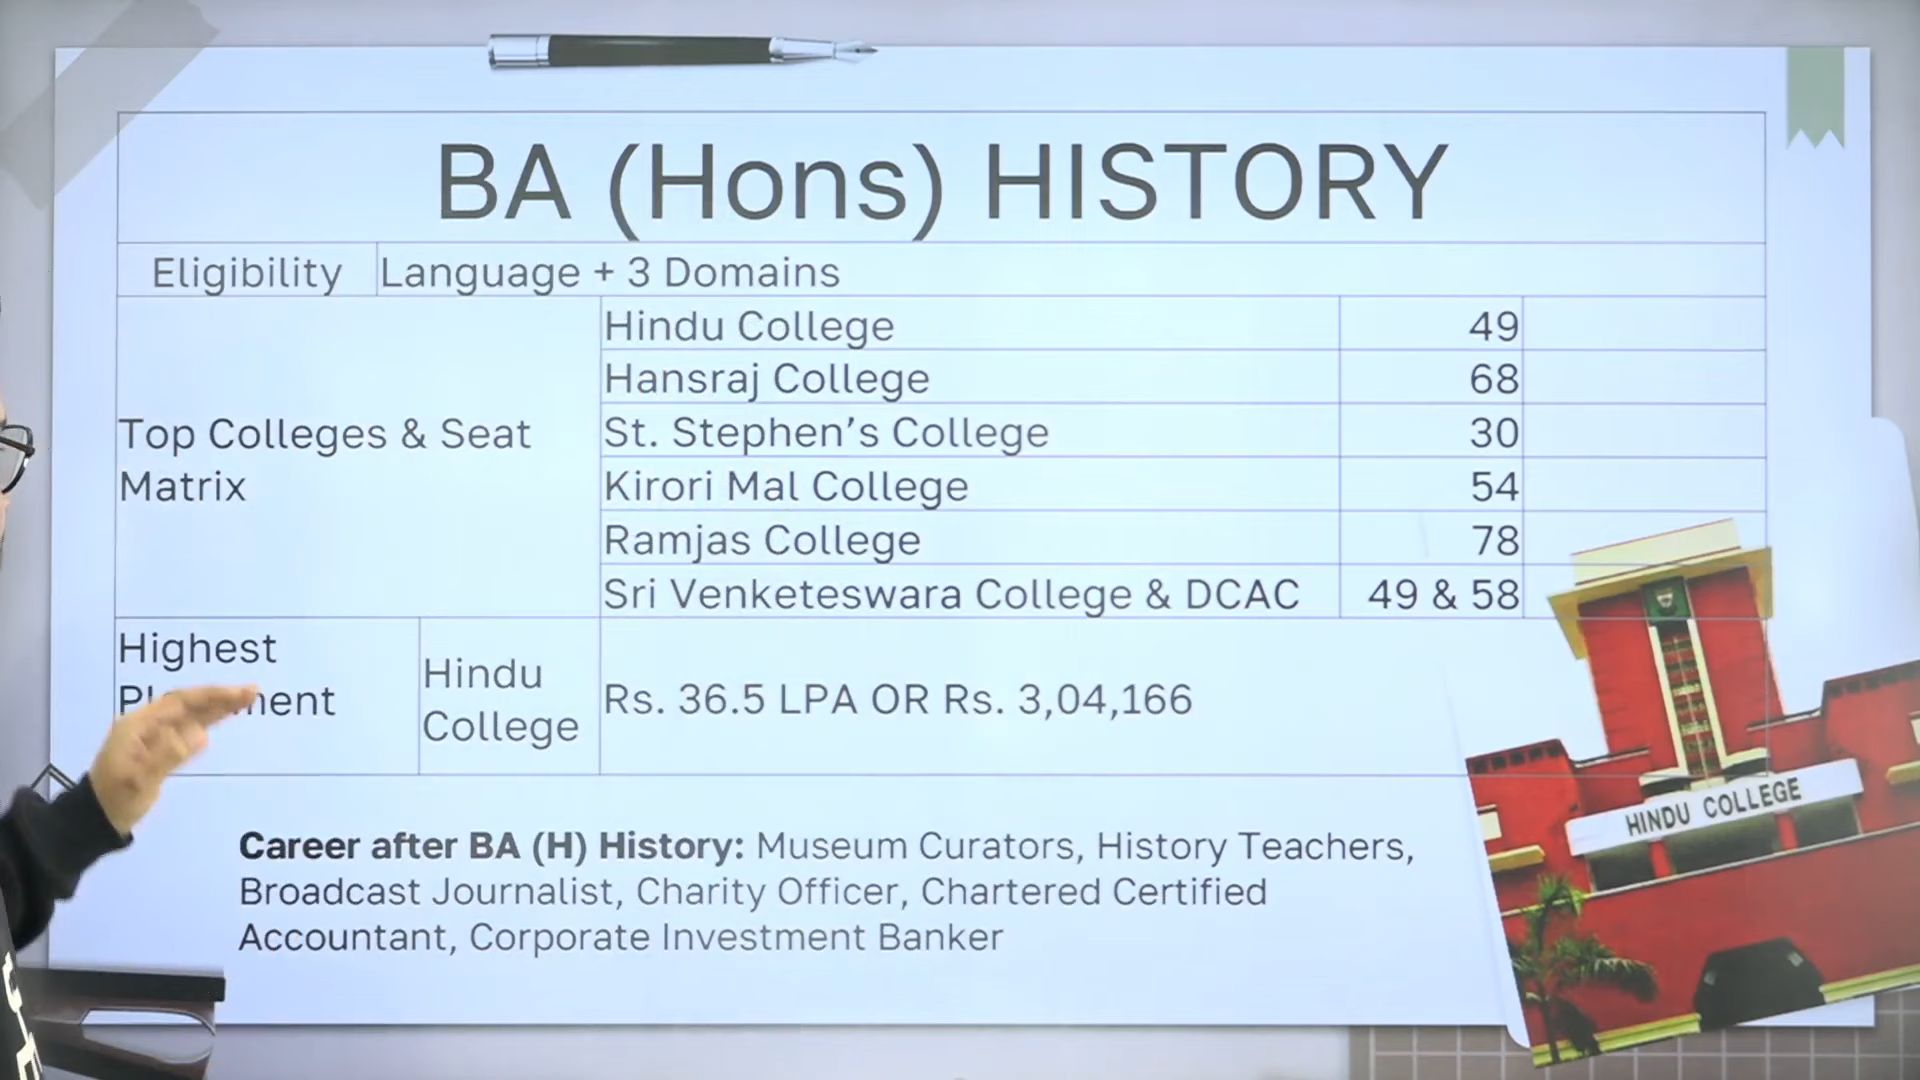 BA (Hons) HISTORY
Eligibility Language + 3 Domains
Top Colleges & Seat
Matrix
Hindu College 49
Hansraj College 68
St. Stephen's College 30
Kirori Mal College 54
Ramjas College 78
Sri Venketeswara College & DCAC 49 & 58
Highest
Hindu
College
Rs. 36.5 LPA OR Rs. 3,04,166
HINDU COLLEGE
Career after BA (H) History: Museum Curators, History Teachers,
Broadcast Journalist, Charity Officer, Chartered Certified
Accountant, Corporate Investment Banker